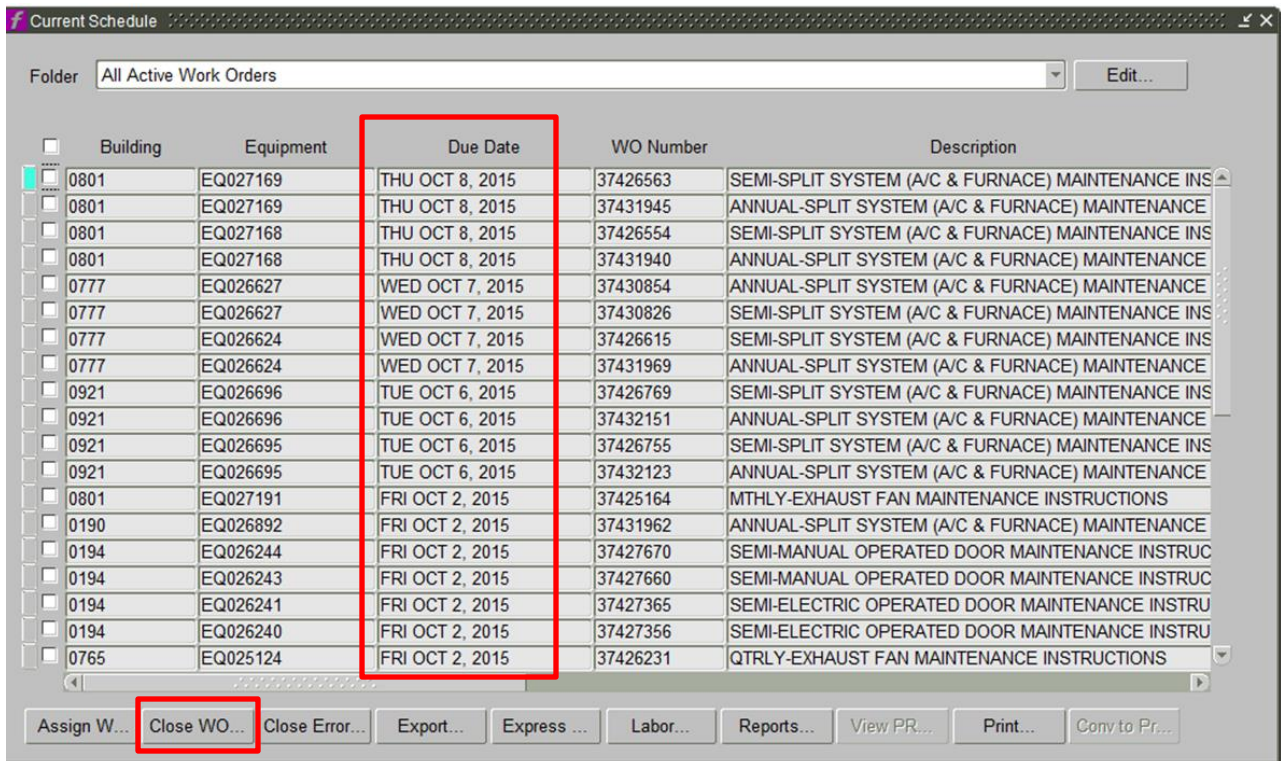 Current Schedule
Folder All Active Work Orders Edit...
Building Equipment Due Date WO Number Description
0801 EQ027169 THU OCT 8, 2015 37426563 SEMI-SPLIT SYSTEM (A/C & FURNACE) MAINTENANCE INS
0801 EQ027169 THU OCT 8, 2015 37431945 ANNUAL-SPLIT SYSTEM (A/C & FURNACE) MAINTENANCE
0801 EQ027168 THU OCT 8, 2015 37426554 SEMI-SPLIT SYSTEM (A/C & FURNACE) MAINTENANCE INS
0801 EQ027168 THU OCT 8, 2015 37431940 ANNUAL-SPLIT SYSTEM (A/C & FURNACE) MAINTENANCE
0777 EQ026627 WED OCT 7, 2015 37430854 ANNUAL-SPLIT SYSTEM (A/C & FURNACE) MAINTENANCE
0777 EQ026627 WED OCT 7, 2015 37430826 SEMI-SPLIT SYSTEM (A/C & FURNACE) MAINTENANCE INS
0777 EQ026624 WED OCT 7, 2015 37426615 SEMI-SPLIT SYSTEM (A/C & FURNACE) MAINTENANCE INS
0777 EQ026624 WED OCT 7, 2015 37431969 ANNUAL-SPLIT SYSTEM (A/C & FURNACE) MAINTENANCE
0921 EQ026696 TUE OCT 6, 2015 37426769 SEMI-SPLIT SYSTEM (A/C & FURNACE) MAINTENANCE INS
0921 EQ026696 TUE OCT 6, 2015 37432151 ANNUAL-SPLIT SYSTEM (A/C & FURNACE) MAINTENANCE
0921 EQ026695 TUE OCT 6, 2015 37426755 SEMI-SPLIT SYSTEM (A/C & FURNACE) MAINTENANCE INS
0921 EQ026695 TUE OCT 6, 2015 37432123 ANNUAL-SPLIT SYSTEM (A/C & FURNACE) MAINTENANCE
0801 EQ027191 FRI OCT 2, 2015 37425164 MTHLY-EXHAUST FAN MAINTENANCE INSTRUCTIONS
0190 EQ026892 FRI OCT 2, 2015 37431962 ANNUAL-SPLIT SYSTEM (A/C & FURNACE) MAINTENANCE
0194 EQ026244 FRI OCT 2, 2015 37427670 SEMI-MANUAL OPERATED DOOR MAINTENANCE INSTRUC
0194 EQ026243 FRI OCT 2, 2015 37427660 SEMI-MANUAL OPERATED DOOR MAINTENANCE INSTRUC
0194 EQ026241 FRI OCT 2, 2015 37427365 SEMI-ELECTRIC OPERATED DOOR MAINTENANCE INSTRU
0194 EQ026240 FRI OCT 2, 2015 37427356 SEMI-ELECTRIC OPERATED DOOR MAINTENANCE INSTRU
0765 EQ025124 FRI OCT 2, 2015 37426231 QTRLY-EXHAUST FAN MAINTENANCE INSTRUCTIONS
Assign W... Close WO... Close Error... Export... Express ... Labor... Reports... View PR... Print... Conv to Pr...